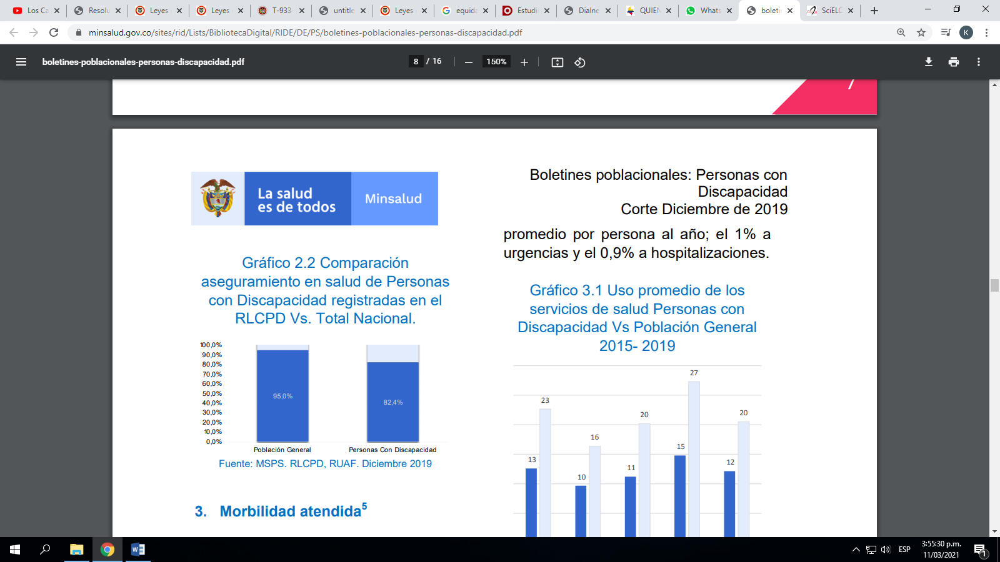 Los Ca
Resolu
Leyes
Leyes
T-933-
untitle
Leyes
equida
Estudi
Dialne
QUIEN
Whats
boletin
SciELO
minsalud.gov.co/sites/rid/Lists/BibliotecaDigital/RIDE/DE/PS/boletines-poblacionales-personas-discapacidad.pdf
K
boletines-poblacionales-personas-discapacidad.pdf
8 / 16
150%
7
La salud
es de todos
Minsalud
Boletines poblacionales: Personas con
Discapacidad
Corte Diciembre de 2019
Gráfico 2.2 Comparación
aseguramiento en salud de Personas
con Discapacidad registradas en el
RLCPD Vs. Total Nacional.
100,0%
90,0%
80,0%
70,0%
60,0%
50,0%
40,0%
30,0%
20,0%
10,0%
0,0%
95,0%
82,4%
Población General
Personas Con Discapacidad
Fuente: MSPS. RLCPD, RUAF. Diciembre 2019
3. Morbilidad atendida5
promedio por persona al año; el 1% a
urgencias y el 0,9% a hospitalizaciones.
Gráfico 3.1 Uso promedio de los
servicios de salud Personas con
Discapacidad Vs Población General
2015- 2019
13
23
10
16
11
20
15
27
12
20
ESP
3:55:30 p.m.
11/03/2021
1